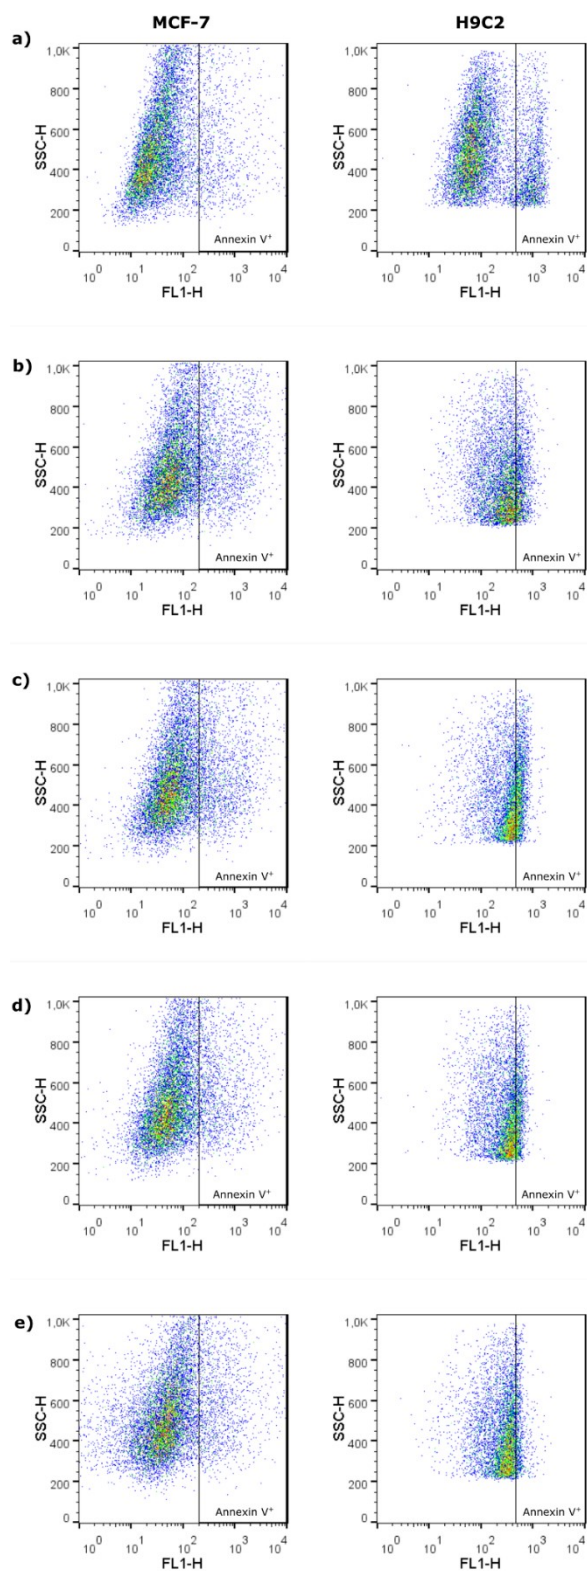 MCF-7 H9C2
a)
1,0K 1,0K
800 800
SSC-H SSC-H
600 600
400 400
200 200
0 0
Annexin V⁺ Annexin V⁺
10⁰ 10¹ 10² 10³ 10⁴ 10⁰ 10¹ 10² 10³ 10⁴
FL1-H FL1-H
b)
1,0K 1,0K
800 800
SSC-H SSC-H
600 600
400 400
200 200
0 0
Annexin V⁺ Annexin V⁺
10⁰ 10¹ 10² 10³ 10⁴ 10⁰ 10¹ 10² 10³ 10⁴
FL1-H FL1-H
c)
1,0K 1,0K
800 800
SSC-H SSC-H
600 600
400 400
200 200
0 0
Annexin V⁺ Annexin V⁺
10⁰ 10¹ 10² 10³ 10⁴ 10⁰ 10¹ 10² 10³ 10⁴
FL1-H FL1-H
d)
1,0K 1,0K
800 800
SSC-H SSC-H
600 600
400 400
200 200
0 0
Annexin V⁺ Annexin V⁺
10⁰ 10¹ 10² 10³ 10⁴ 10⁰ 10¹ 10² 10³ 10⁴
FL1-H FL1-H
e)
1,0K 1,0K
800 800
SSC-H SSC-H
600 600
400 400
200 200
0 0
Annexin V⁺ Annexin V⁺
10⁰ 10¹ 10² 10³ 10⁴ 10⁰ 10¹ 10² 10³ 10⁴
FL1-H FL1-H